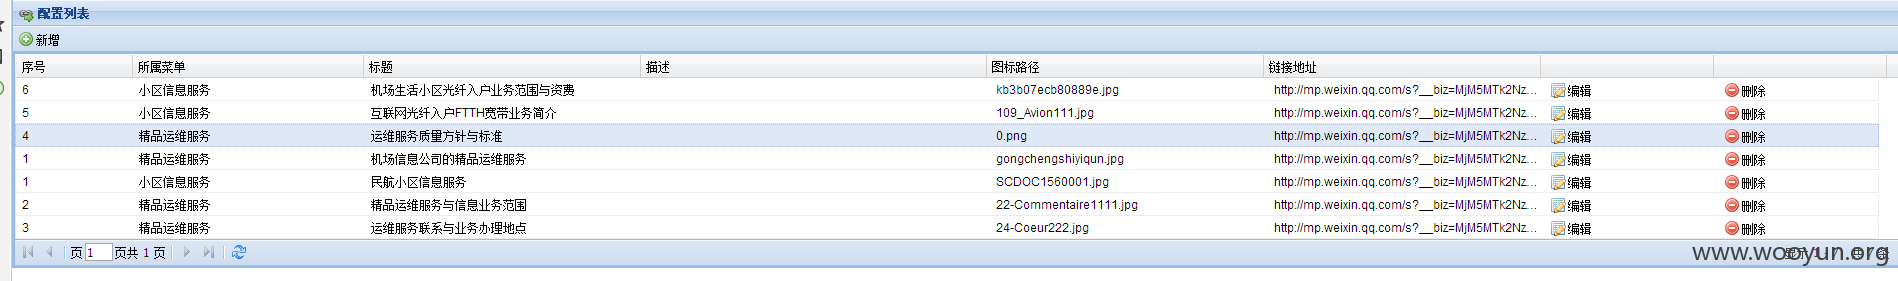 配置列表
新增
序号 所属菜单 标题 描述 图标路径 链接地址
6 小区信息服务 机场生活小区光纤入户业务范围与资费 kb3b07ecb80889e.jpg http://mp.weixin.qq.com/s?__biz=MjM5MTk2Nz... 编辑 删除
5 小区信息服务 互联网光纤入户FTTH宽带业务简介 109_Avion111.jpg http://mp.weixin.qq.com/s?__biz=MjM5MTk2Nz... 编辑 删除
4 精品运维服务 运维服务质量方针与标准 0.png http://mp.weixin.qq.com/s?__biz=MjM5MTk2Nz... 编辑 删除
1 精品运维服务 机场信息公司的精品运维服务 gongchengshiyiqun.jpg http://mp.weixin.qq.com/s?__biz=MjM5MTk2Nz... 编辑 删除
1 小区信息服务 民航小区信息服务 SCDOC1560001.jpg http://mp.weixin.qq.com/s?__biz=MjM5MTk2Nz... 编辑 删除
2 精品运维服务 精品运维服务与信息业务范围 22-Commentaire1111.jpg http://mp.weixin.qq.com/s?__biz=MjM5MTk2Nz... 编辑 删除
3 精品运维服务 运维服务联系与业务办理地点 24-Coeur222.jpg http://mp.weixin.qq.com/s?__biz=MjM5MTk2Nz... 编辑 删除
页 1 页共 1 页
www.wooyun.org